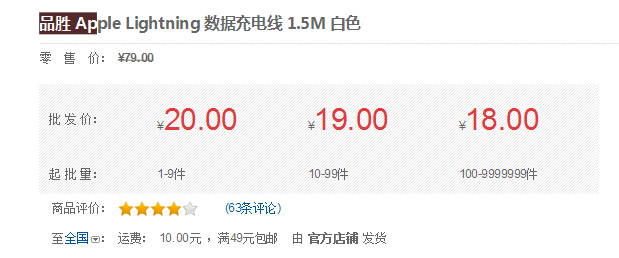 品胜 Apple Lightning 数据充电线 1.5M 白色
零 售 价： ¥79.00
批发价： ¥20.00 ¥19.00 ¥18.00
起批量： 1-9件 10-99件 100-9999999件
商品评价： (63条评论)
至全国： 运费： 10.00元，满49元包邮 由 官方店铺 发货